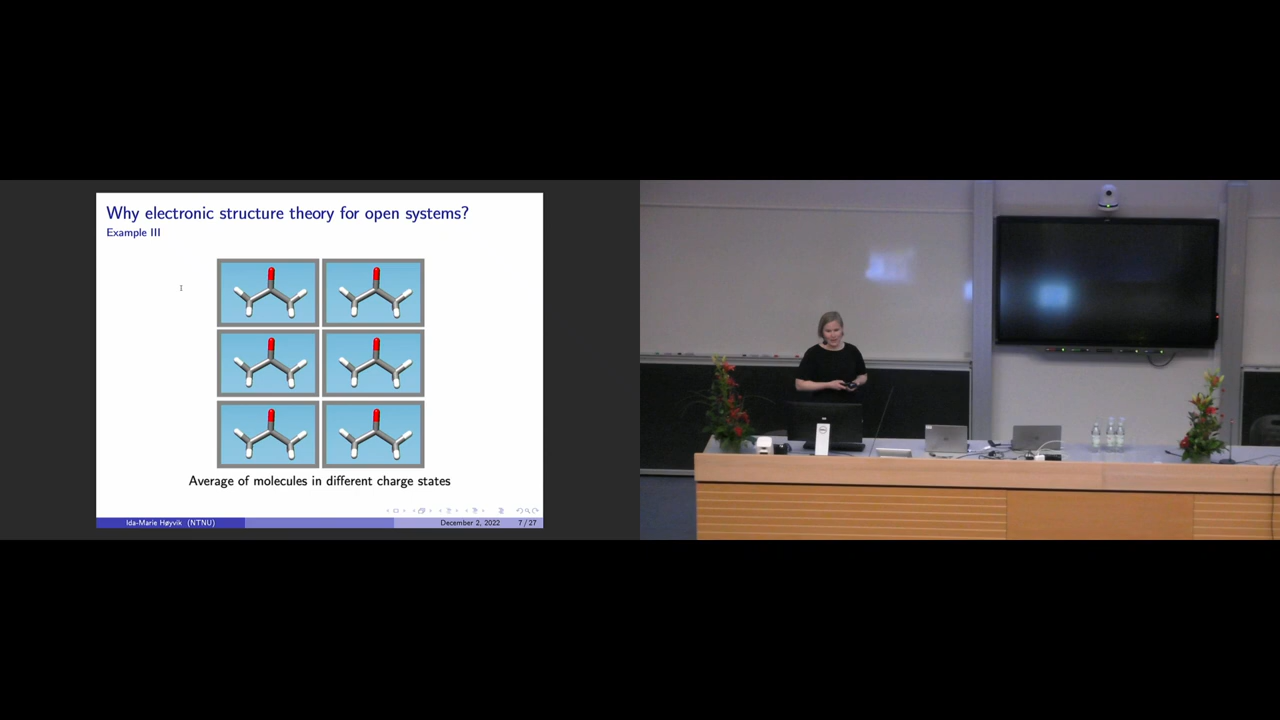 Why electronic structure theory for open systems?
Example III
Average of molecules in different charge states
Ida-Marie Høyvik (NTNU)
December 2, 2022
7 / 27